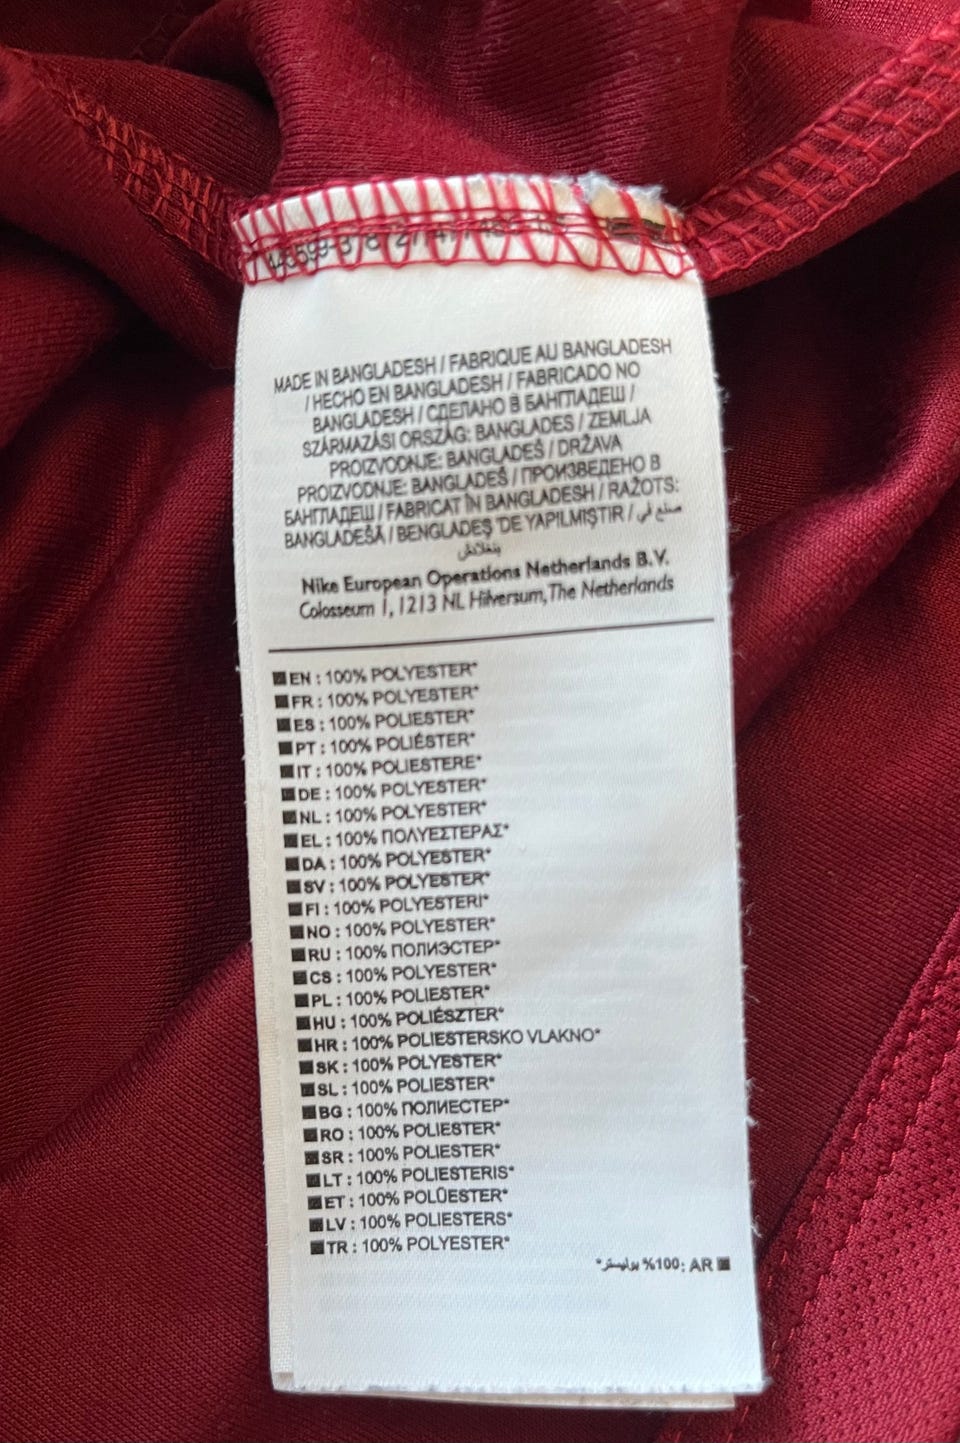 MADE IN BANGLADESH / FABRIQUE AU BANGLADESH
/ HECHO EN BANGLADESH / FABRICADO NO
BANGLADESH / СДЕЛАНО В БАНГЛАДЕШ /
SZÁRMAZÁSI ORSZÁG: BANGLADES / ZEMLJA
PROIZVODNJE: BANGLADEŠ / DRŽAVA
PROIZVODNJE: BANGLADEŠ / ПРОИЗВЕДЕНО В
БАНГЛАДЕШ / FABRICAT ÎN BANGLADESH / RAŽOTS:
BANGLADEŠĀ / BENGLADEŞ 'DE YAPILMIŞTIR / صنع في
بنغلادش
Nike European Operations Netherlands B.V.
Colosseum 1, 1213 NL Hilversum, The Netherlands
EN : 100% POLYESTER*
FR : 100% POLYESTER*
ES : 100% POLIESTER*
PT : 100% POLIÉSTER*
IT : 100% POLIESTERE*
DE : 100% POLYESTER*
NL : 100% POLYESTER*
EL : 100% ΠΟΛΥΕΣΤΕΡΑΣ*
DA : 100% POLYESTER*
SV : 100% POLYESTER*
FI : 100% POLYESTERI*
NO : 100% POLYESTER*
RU : 100% ПОЛИЭСТЕР*
CS : 100% POLYESTER*
PL : 100% POLIESTER*
HU : 100% POLIÉSZTER*
HR : 100% POLIESTERSKO VLAKNO*
SK : 100% POLYESTER*
SL : 100% POLIESTER*
BG : 100% ПОЛИЕСТЕР*
RO : 100% POLIESTER*
SR : 100% POLIESTER*
LT : 100% POLIESTERIS*
ET : 100% POLÜESTER*
LV : 100% POLIESTERS*
TR : 100% POLYESTER*
AR :100% بوليستر*